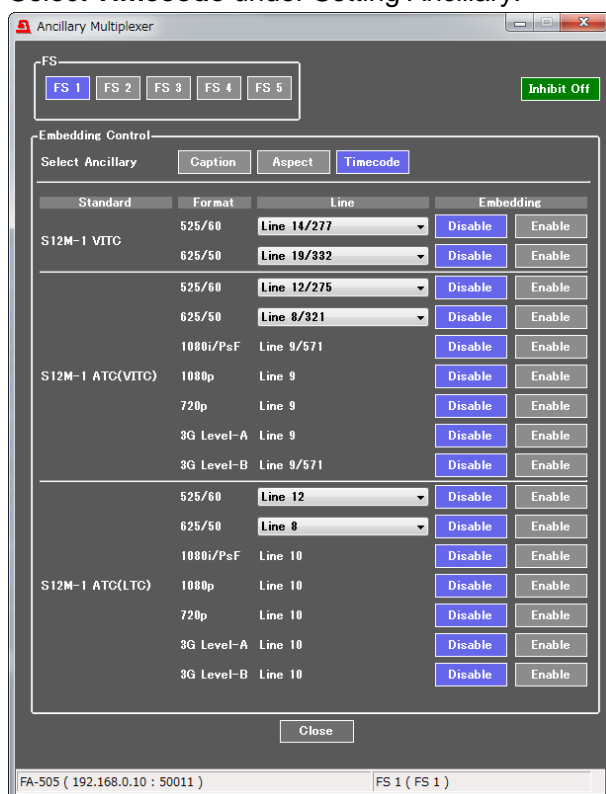 Select Timecode under Setting Ancillary.
Ancillary Multiplexer
FS
FS 1 FS 2 FS 3 FS 4 FS 5
Inhibit Off
Embedding Control
Select Ancillary Caption Aspect Timecode
Standard Format Line Embedding
S12M-1 VITC
525/60 Line 14/277 Disable Enable
625/50 Line 19/332 Disable Enable
S12M-1 ATC(VITC)
525/60 Line 12/275 Disable Enable
625/50 Line 8/321 Disable Enable
1080i/PsF Line 9/571 Disable Enable
1080p Line 9 Disable Enable
720p Line 9 Disable Enable
3G Level-A Line 9 Disable Enable
3G Level-B Line 9/571 Disable Enable
S12M-1 ATC(LTC)
525/60 Line 12 Disable Enable
625/50 Line 8 Disable Enable
1080i/PsF Line 10 Disable Enable
1080p Line 10 Disable Enable
720p Line 10 Disable Enable
3G Level-A Line 10 Disable Enable
3G Level-B Line 10 Disable Enable
Close
FA-505 ( 192.168.0.10 : 50011 ) FS 1 ( FS 1 )